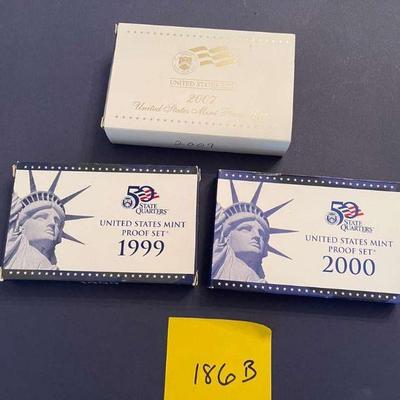 UNITED STATES MINT
2007
United States Mint Proof Set
2007
50
STATE
QUARTERS®
UNITED STATES MINT
PROOF SET®
1999
50
STATE
QUARTERS®
UNITED STATES MINT
PROOF SET®
2000
186B